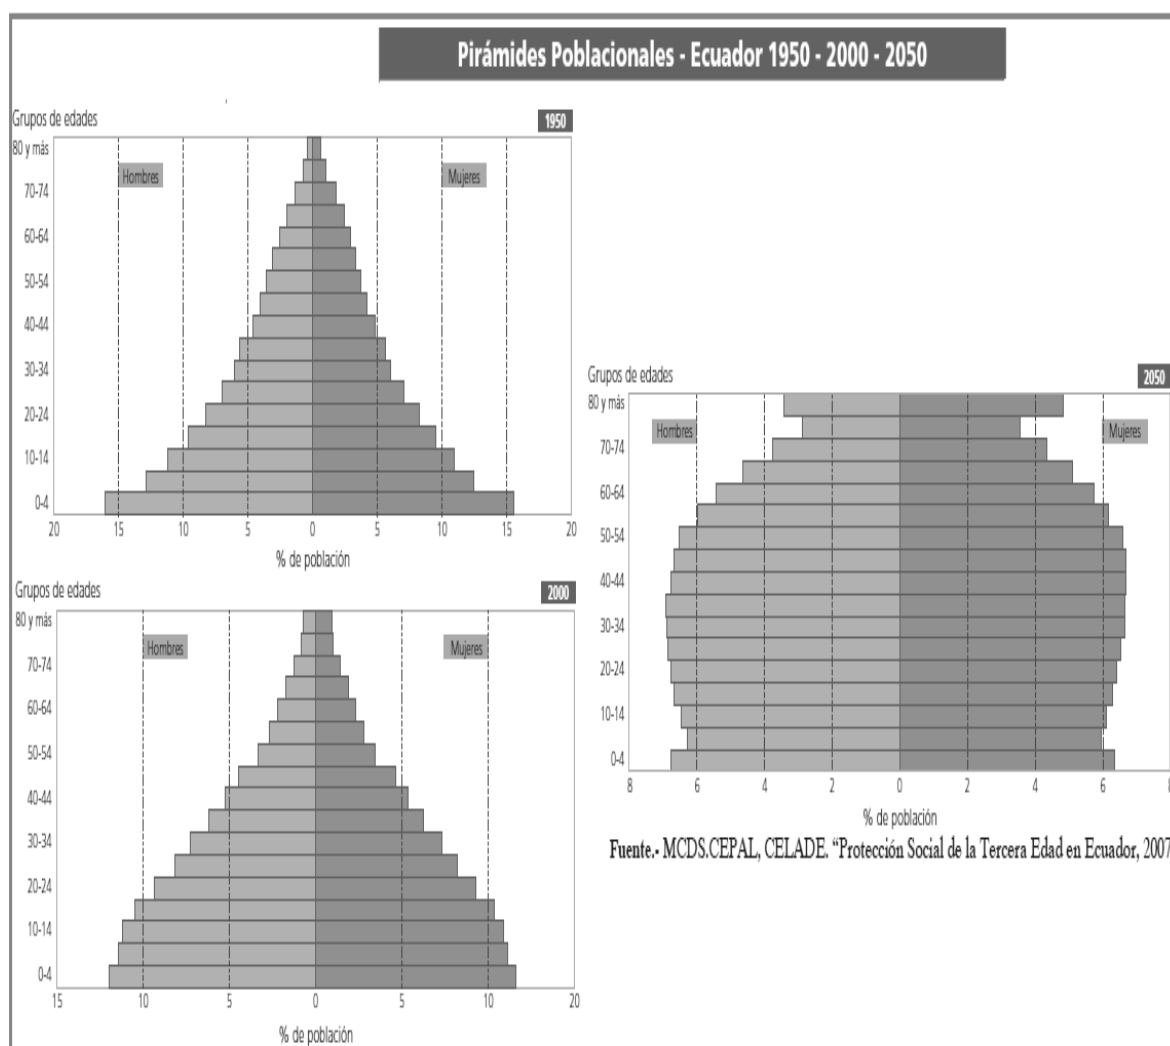 Pirámides Poblacionales - Ecuador 1950 - 2000 - 2050
Grupos de edades
1950
80 y màs
Hombres
Mujeres
70-74
60-64
50-54
40-44
30-34
20-24
10-14
0-4
20 15 10 5 0 5 10 15 20
% de población
Grupos de edades
2000
80 y màs
Hombres
Mujeres
70-74
60-64
50-54
40-44
30-34
20-24
10-14
0-4
15 10 5 0 5 10 20
% de población
Grupos de edades
2050
80 y màs
Hombres
Mujeres
70-74
60-64
50-54
40-44
30-34
20-24
10-14
0-4
8 6 4 2 0 2 4 6 8
% de población
Fuente.- MCDS.CEPAL, CELADE. “Protección Social de la Tercera Edad en Ecuador, 2007